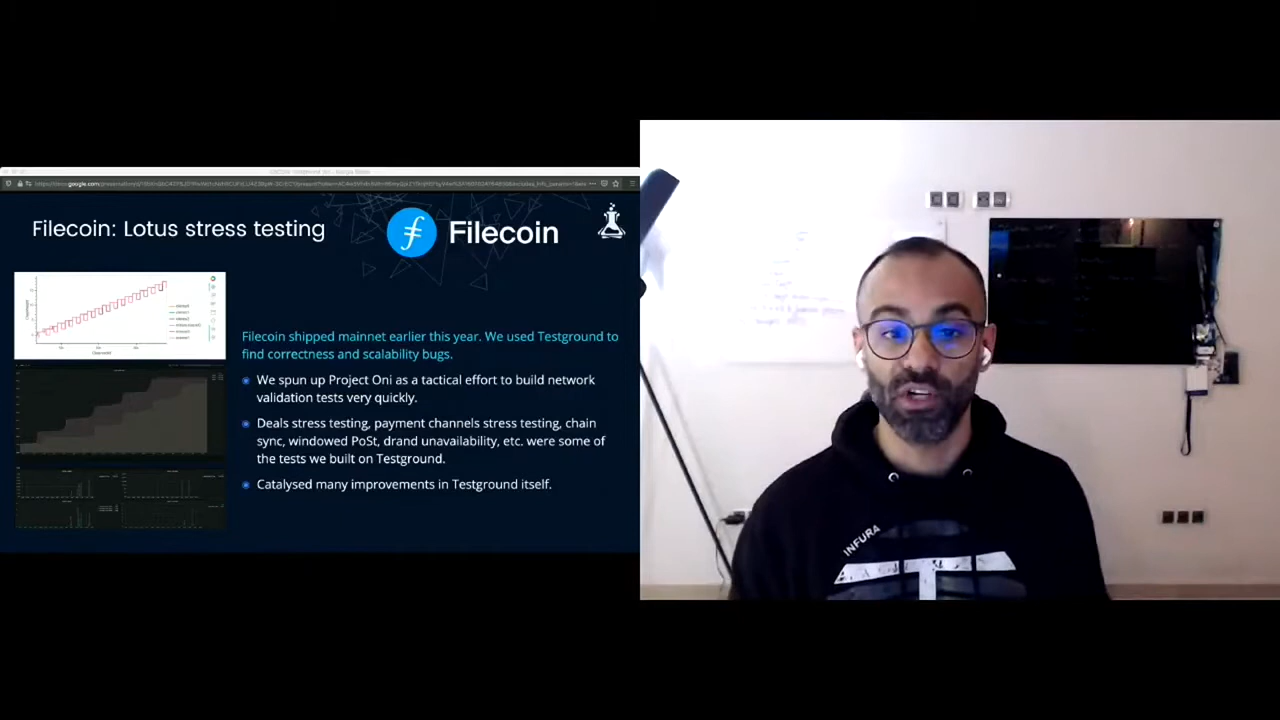 Filecoin: Lotus stress testing
Filecoin
Filecoin shipped mainnet earlier this year. We used Testground to
find correctness and scalability bugs.
We spun up Project Oni as a tactical effort to build network
validation tests very quickly.
Deals stress testing, payment channels stress testing, chain
sync, windowed PoSt, drand unavailability, etc. were some of
the tests we built on Testground.
Catalysed many improvements in Testground itself.
INFURA